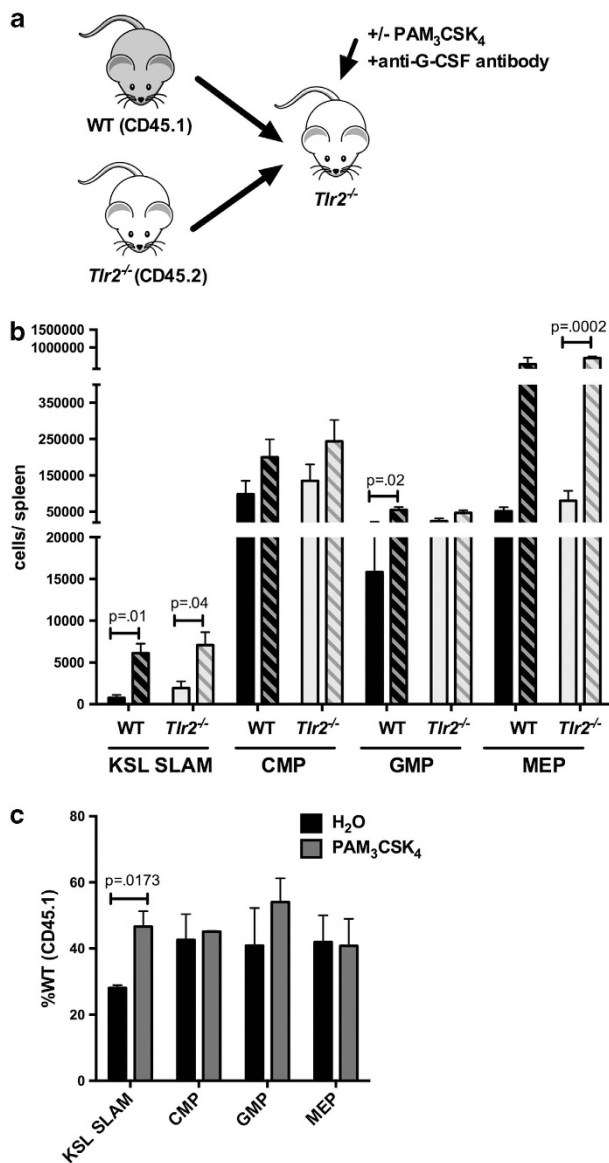 a
+/- PAM₃CSK₄
+anti-G-CSF antibody
WT (CD45.1)
Tlr2⁻/⁻
Tlr2⁻/⁻ (CD45.2)
b
1500000
1000000
350000
250000
150000
50000
20000
15000
10000
5000
0
cells/ spleen
p=.01
p=.04
p=.02
p=.0002
WT Tlr2⁻/⁻ WT Tlr2⁻/⁻ WT Tlr2⁻/⁻ WT Tlr2⁻/⁻
KSL SLAM CMP GMP MEP
c
H₂O
PAM₃CSK₄
80
60
40
20
0
%WT (CD45.1)
p=.0173
KSL SLAM CMP GMP MEP